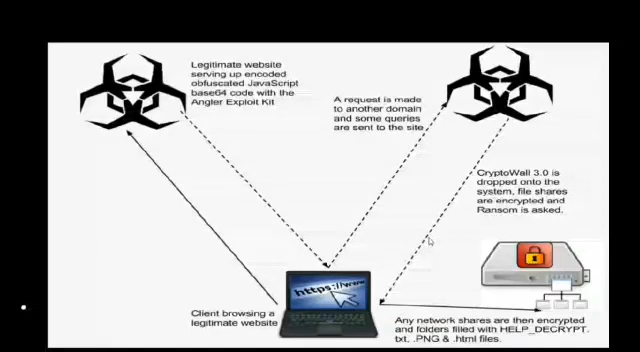 Legitimate website
serving up encoded
obfuscated JavaScript
base64 code with the
Angler Exploit Kit
A request is made
to another domain
and some queries
are sent to the site
CryptoWall 3.0 is
dropped onto the
system, file shares
are encrypted and
Ransom is asked.
https://www
Client browsing a
legitimate website
Any network shares are then encrypted
and folders filled with HELP_DECRYPT.
txt, .PNG & .html files.